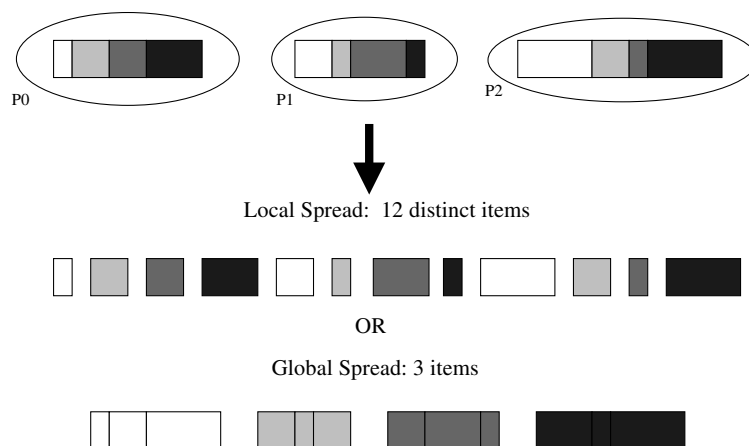 P0
P1
P2
Local Spread: 12 distinct items
OR
Global Spread: 3 items